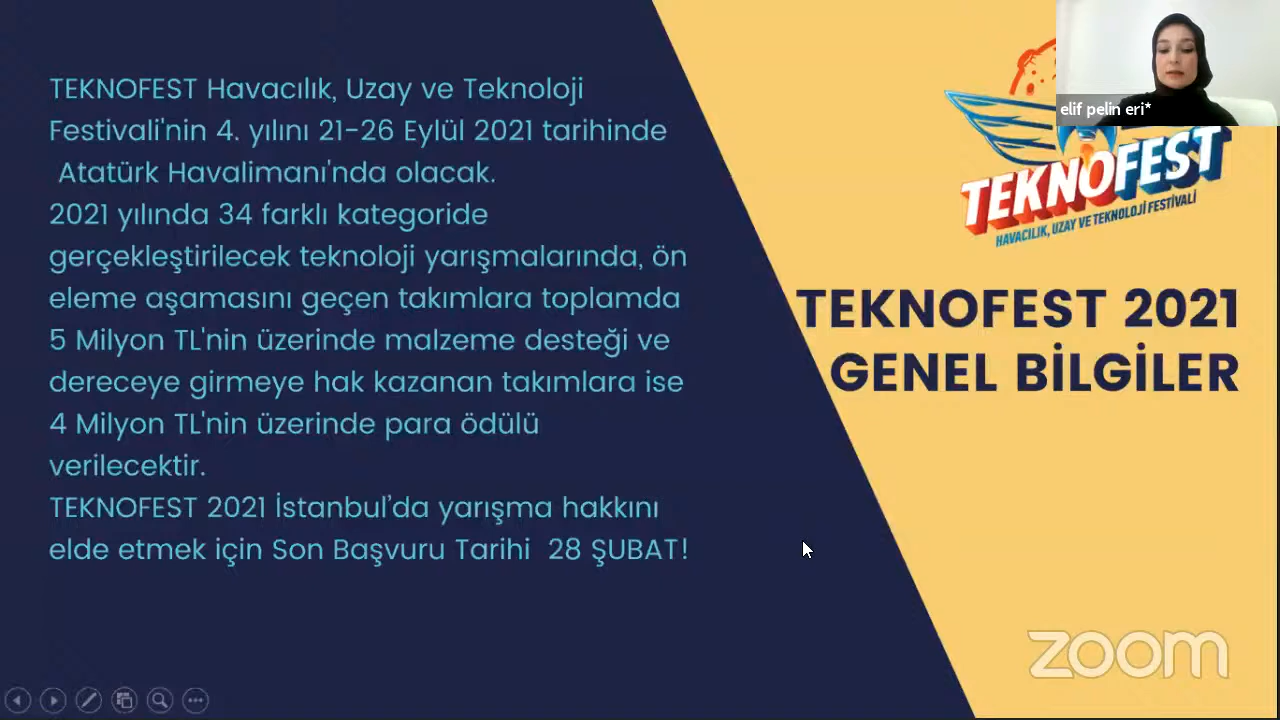 TEKNOFEST Havacılık, Uzay ve Teknoloji
Festivali'nin 4. yılını 21-26 Eylül 2021 tarihinde
Atatürk Havalimanı'nda olacak.
2021 yılında 34 farklı kategoride
gerçekleştirilecek teknoloji yarışmalarında, ön
eleme aşamasını geçen takımlara toplamda
5 Milyon TL'nin üzerinde malzeme desteği ve
dereceye girmeye hak kazanan takımlara ise
4 Milyon TL'nin üzerinde para ödülü
verilecektir.
TEKNOFEST 2021 İstanbul'da yarışma hakkını
elde etmek için Son Başvuru Tarihi 28 ŞUBAT!
elif pelin eri*
TEKNOFEST
HAVACILIK, UZAY VE TEKNOLOJİ FESTİVALİ
TEKNOFEST 2021
GENEL BİLGİLER
zoom